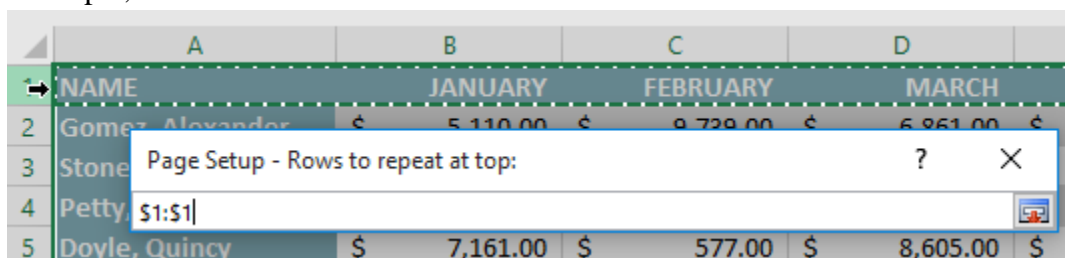 A B C D
1 NAME JANUARY FEBRUARY MARCH
2 Gomez, Alexander $ 5,110.00 $ 9,739.00 $ 6,861.00 $
3 Stone
Page Setup - Rows to repeat at top: ? X
4 Petty,
$1:$1
5 Doyle, Quincy $ 7,161.00 $ 577.00 $ 8,605.00 $